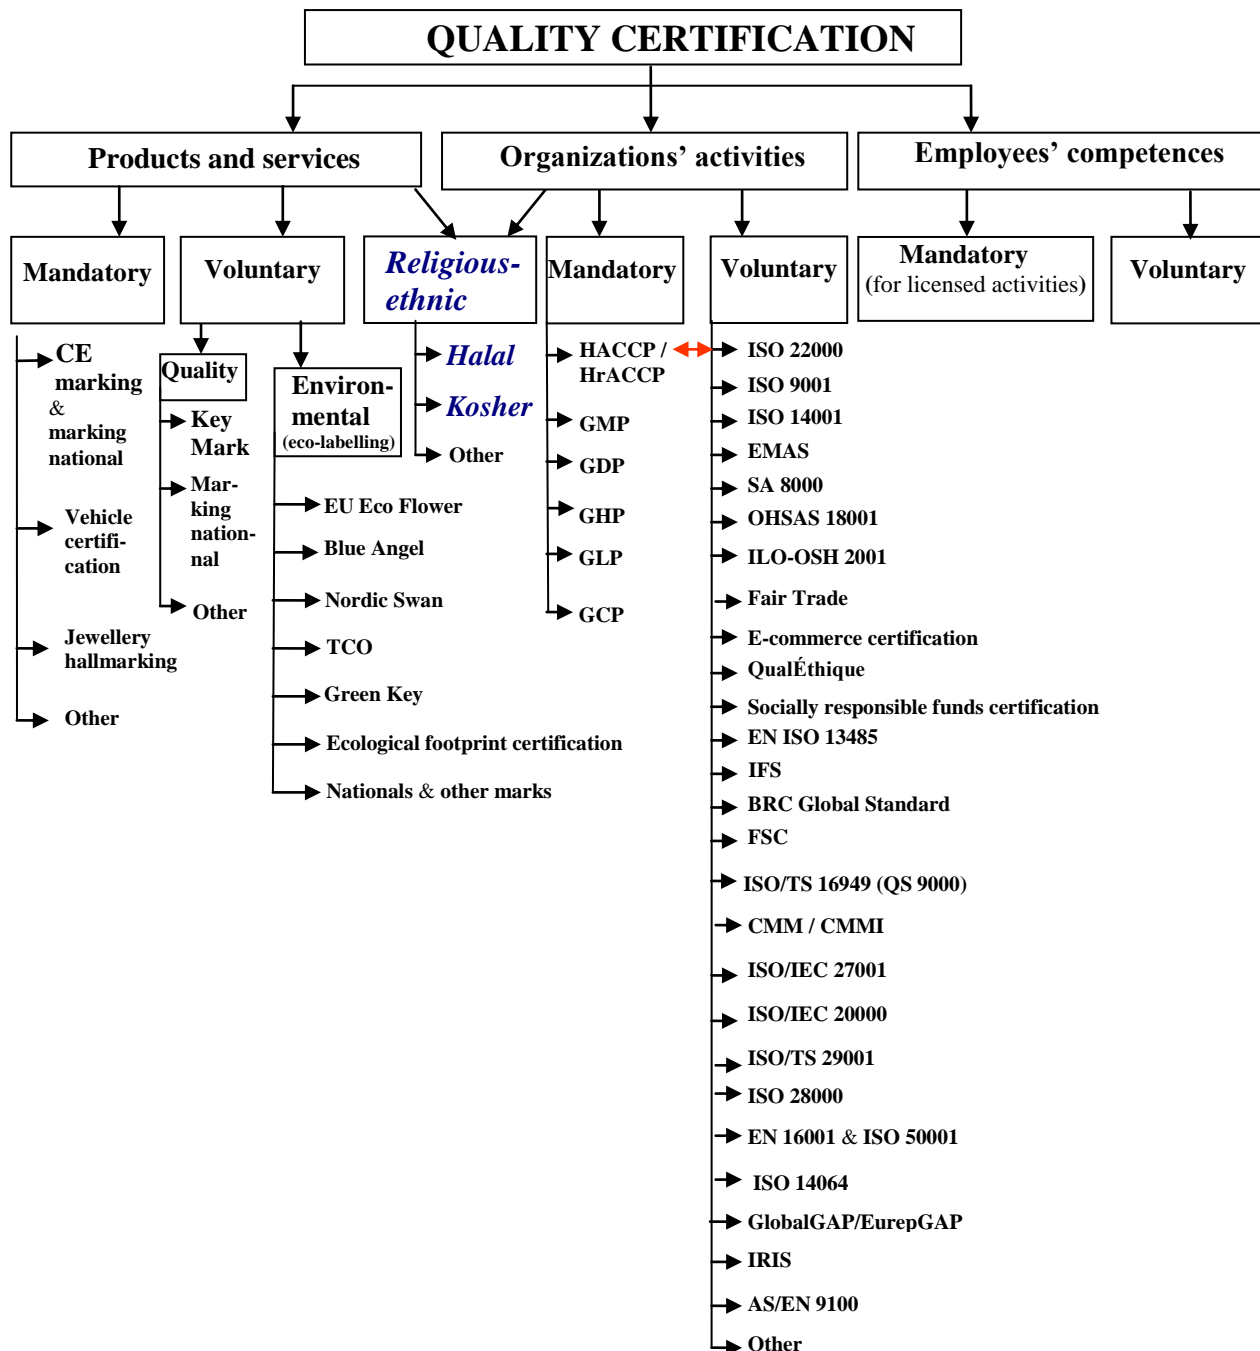 QUALITY CERTIFICATION
Products and services
Organizations’ activities
Employees’ competences
Mandatory
Voluntary
Religious-
ethnic
Mandatory
Voluntary
Mandatory
(for licensed activities)
Voluntary
CE
marking
&
marking
national
Vehicle
certifi-
cation
Jewellery
hallmarking
Other
Quality
Key
Mark
Mar-
king
nation-
nal
Other
Environ-
mental
(eco-labelling)
EU Eco Flower
Blue Angel
Nordic Swan
TCO
Green Key
Ecological footprint certification
Nationals & other marks
Halal
Kosher
Other
HACCP /
HrACCP
GMP
GDP
GHP
GLP
GCP
ISO 22000
ISO 9001
ISO 14001
EMAS
SA 8000
OHSAS 18001
ILO-OSH 2001
Fair Trade
E-commerce certification
QualÉthique
Socially responsible funds certification
EN ISO 13485
IFS
BRC Global Standard
FSC
ISO/TS 16949 (QS 9000)
CMM / CMMI
ISO/IEC 27001
ISO/IEC 20000
ISO/TS 29001
ISO 28000
EN 16001 & ISO 50001
ISO 14064
GlobalGAP/EurepGAP
IRIS
AS/EN 9100
Other